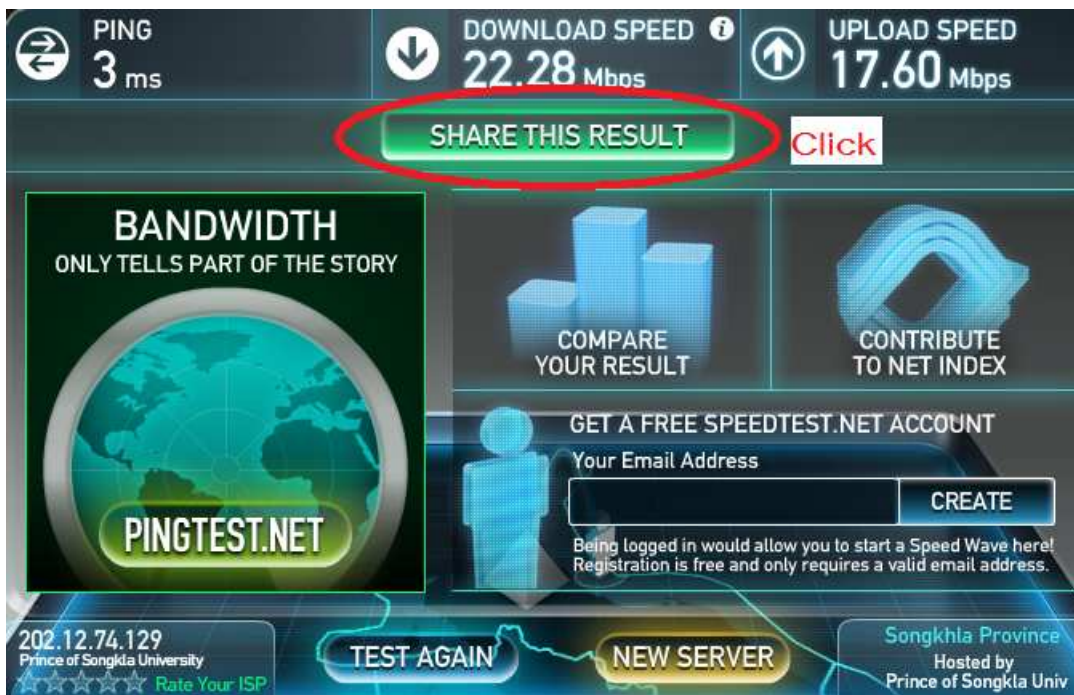 PING
3 ms
DOWNLOAD SPEED i
22.28 Mbps
UPLOAD SPEED
17.60 Mbps
SHARE THIS RESULT
Click
BANDWIDTH
ONLY TELLS PART OF THE STORY
PINGTEST.NET
COMPARE
YOUR RESULT
CONTRIBUTE
TO NET INDEX
GET A FREE SPEEDTEST.NET ACCOUNT
Your Email Address
CREATE
Being logged in would allow you to start a Speed Wave here!
Registration is free and only requires a valid email address.
202.12.74.129
Prince of Songkla University
Rate Your ISP
TEST AGAIN
NEW SERVER
Songkhla Province
Hosted by
Prince of Songkla Univ